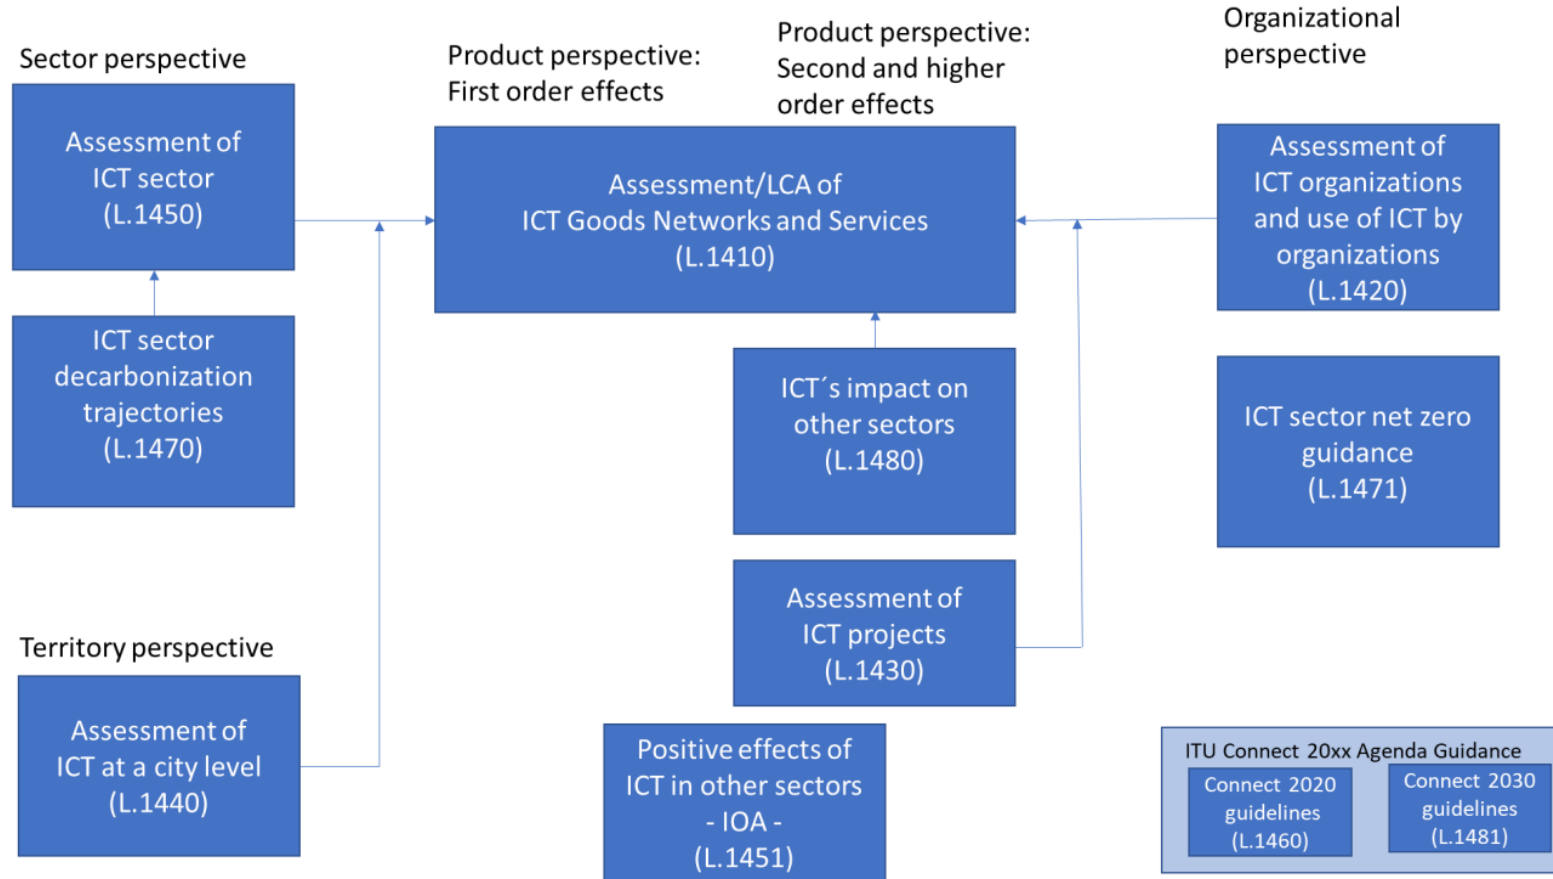 Sector perspective
Assessment of
ICT sector
(L.1450)
ICT sector
decarbonization
trajectories
(L.1470)
Territory perspective
Assessment of
ICT at a city level
(L.1440)
Product perspective:
First order effects
Product perspective:
Second and higher
order effects
Assessment/LCA of
ICT Goods Networks and Services
(L.1410)
ICT´s impact on
other sectors
(L.1480)
Assessment of
ICT projects
(L.1430)
Positive effects of
ICT in other sectors
- IOA -
(L.1451)
Organizational
perspective
Assessment of
ICT organizations
and use of ICT by
organizations
(L.1420)
ICT sector net zero
guidance
(L.1471)
ITU Connect 20xx Agenda Guidance
Connect 2020
guidelines
(L.1460)
Connect 2030
guidelines
(L.1481)